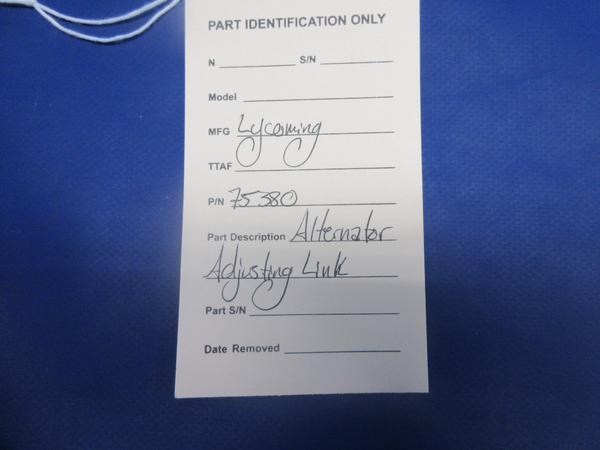 PART IDENTIFICATION ONLY
N S/N
Model
MFG Lycoming
TTAF
P/N 75380
Part Description Alternator
Adjusting Link
Part S/N
Date Removed